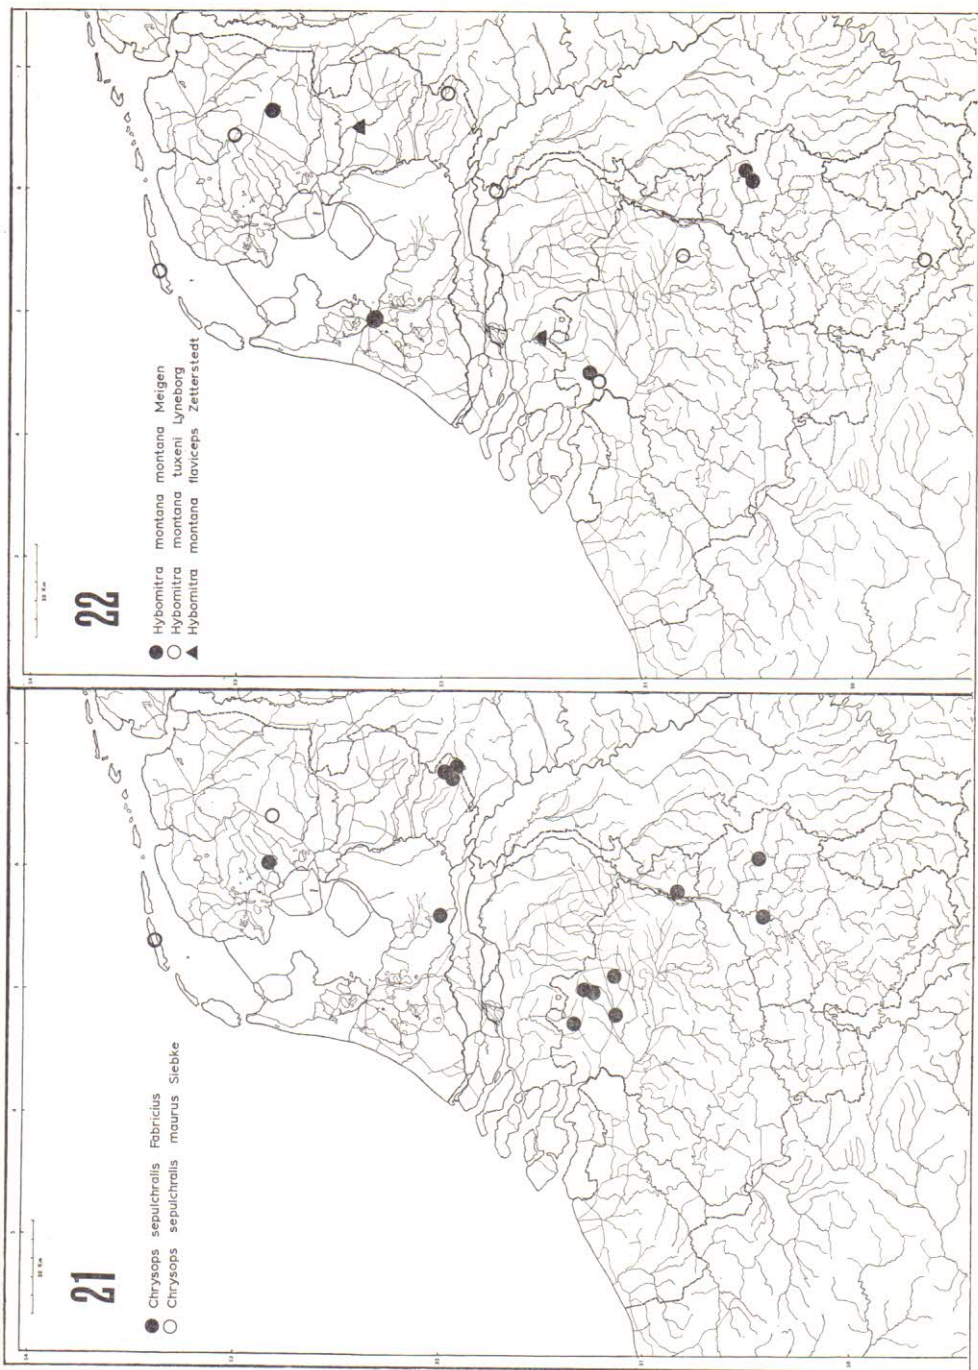 21
● Chrysops sepulchralis Fabricius
○ Chrysops sepulchralis maurus Siebke
22
● Hybomitra montana montana Meigen
○ Hybomitra montana tuxeni Lyneborg
▲ Hybomitra montana flaviceps Zetterstedt